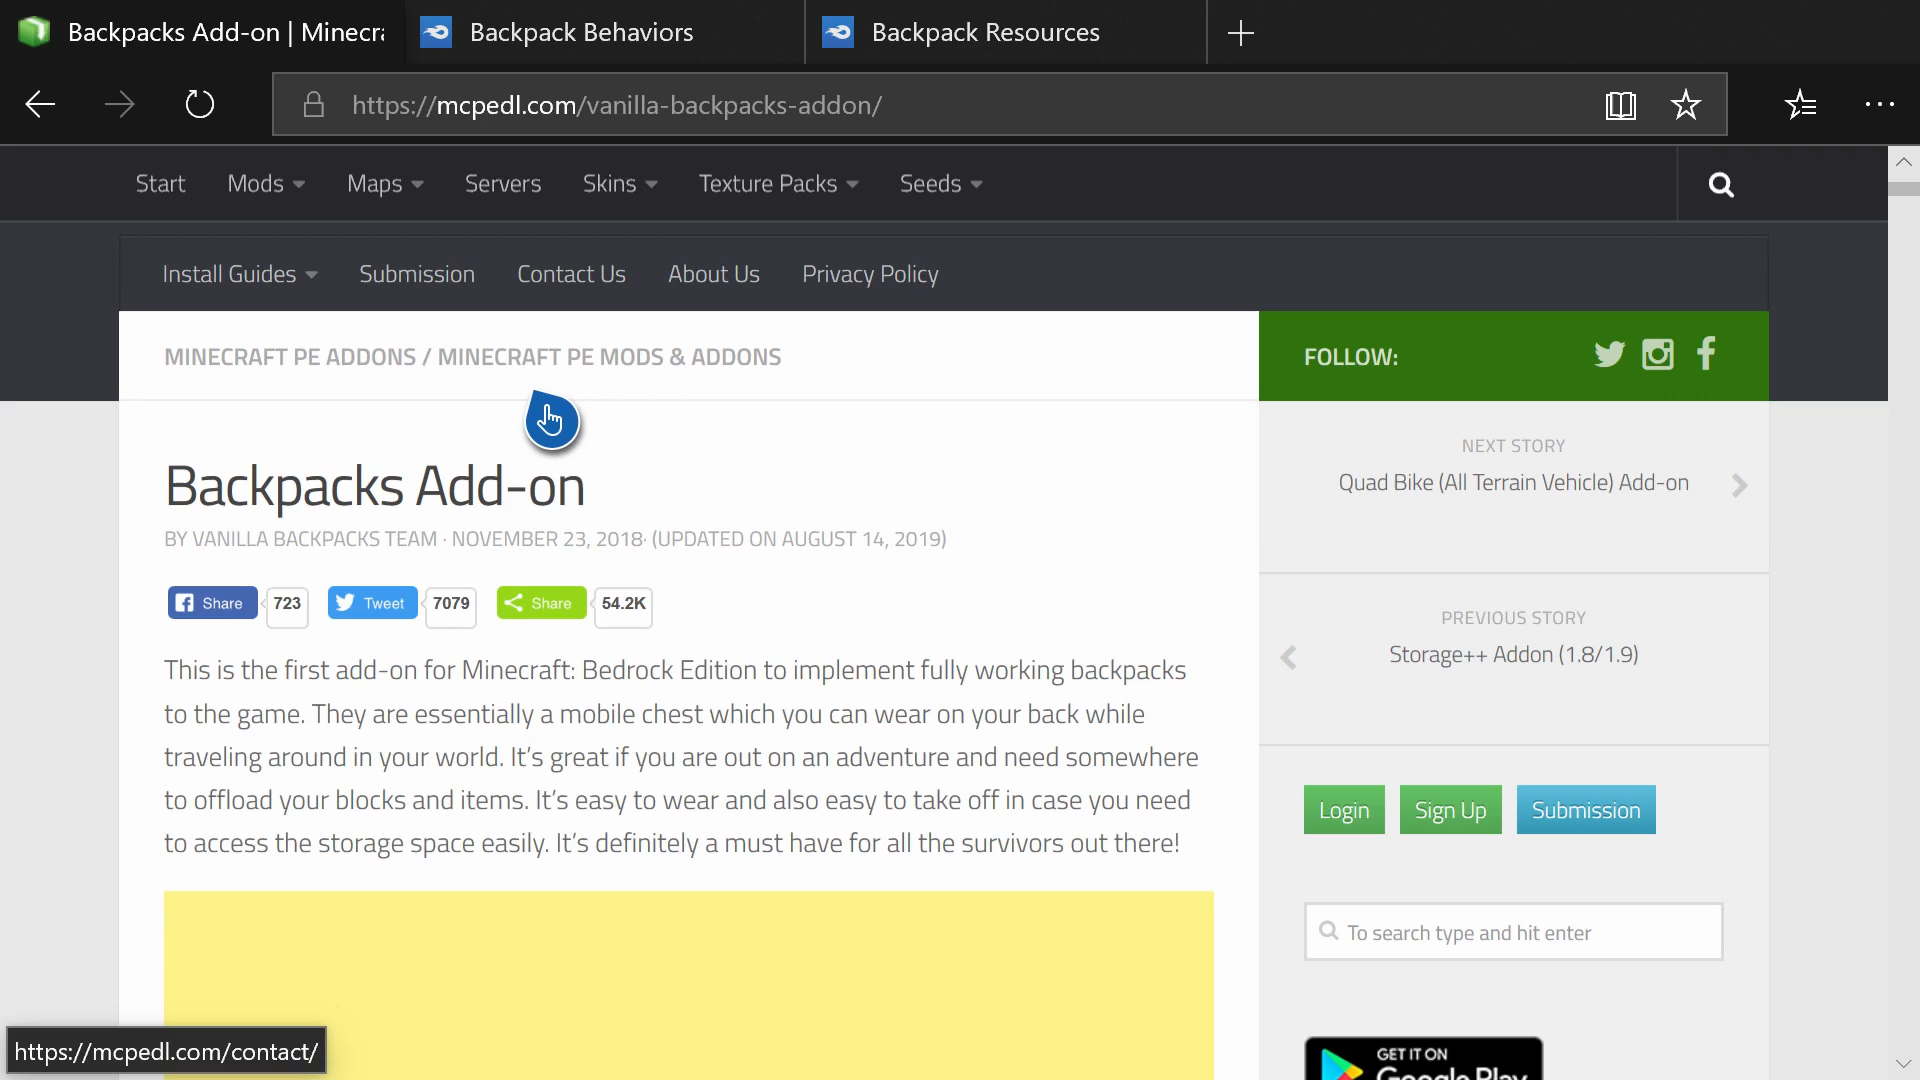 Backpacks Add-on | Minecra
Backpack Behaviors
Backpack Resources
https://mcpedl.com/vanilla-backpacks-addon/
Start Mods Maps Servers Skins Texture Packs Seeds
Install Guides Submission Contact Us About Us Privacy Policy
MINECRAFT PE ADDONS / MINECRAFT PE MODS & ADDONS
FOLLOW:
Backpacks Add-on
BY VANILLA BACKPACKS TEAM · NOVEMBER 23, 2018· (UPDATED ON AUGUST 14, 2019)
Share 723 Tweet 7079 Share 54.2K
This is the first add-on for Minecraft: Bedrock Edition to implement fully working backpacks
to the game. They are essentially a mobile chest which you can wear on your back while
traveling around in your world. It's great if you are out on an adventure and need somewhere
to offload your blocks and items. It's easy to wear and also easy to take off in case you need
to access the storage space easily. It's definitely a must have for all the survivors out there!
NEXT STORY
Quad Bike (All Terrain Vehicle) Add-on
PREVIOUS STORY
Storage++ Addon (1.8/1.9)
Login Sign Up Submission
To search type and hit enter
GET IT ON
Google Play
https://mcpedl.com/contact/